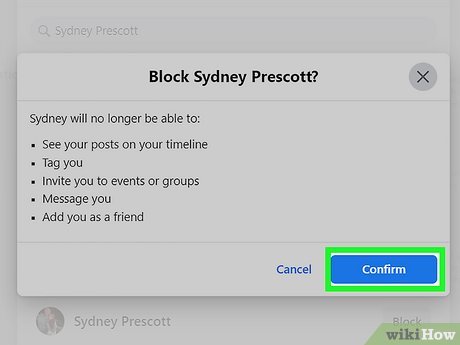 Sydney Prescott
Block Sydney Prescott?
Sydney will no longer be able to:
• See your posts on your timeline
• Tag you
• Invite you to events or groups
• Message you
• Add you as a friend
Cancel Confirm
Sydney Prescott Block
wikiHow